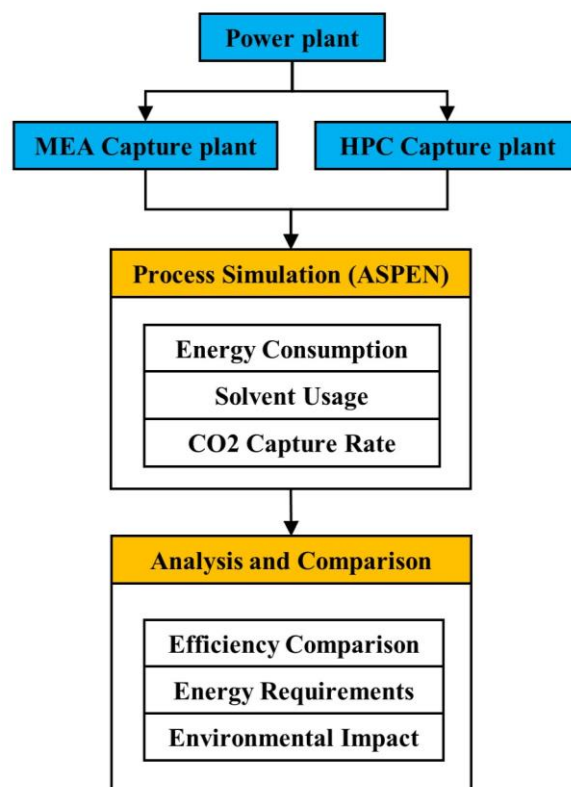 Power plant
MEA Capture plant
HPC Capture plant
Process Simulation (ASPEN)
Energy Consumption
Solvent Usage
CO2 Capture Rate
Analysis and Comparison
Efficiency Comparison
Energy Requirements
Environmental Impact